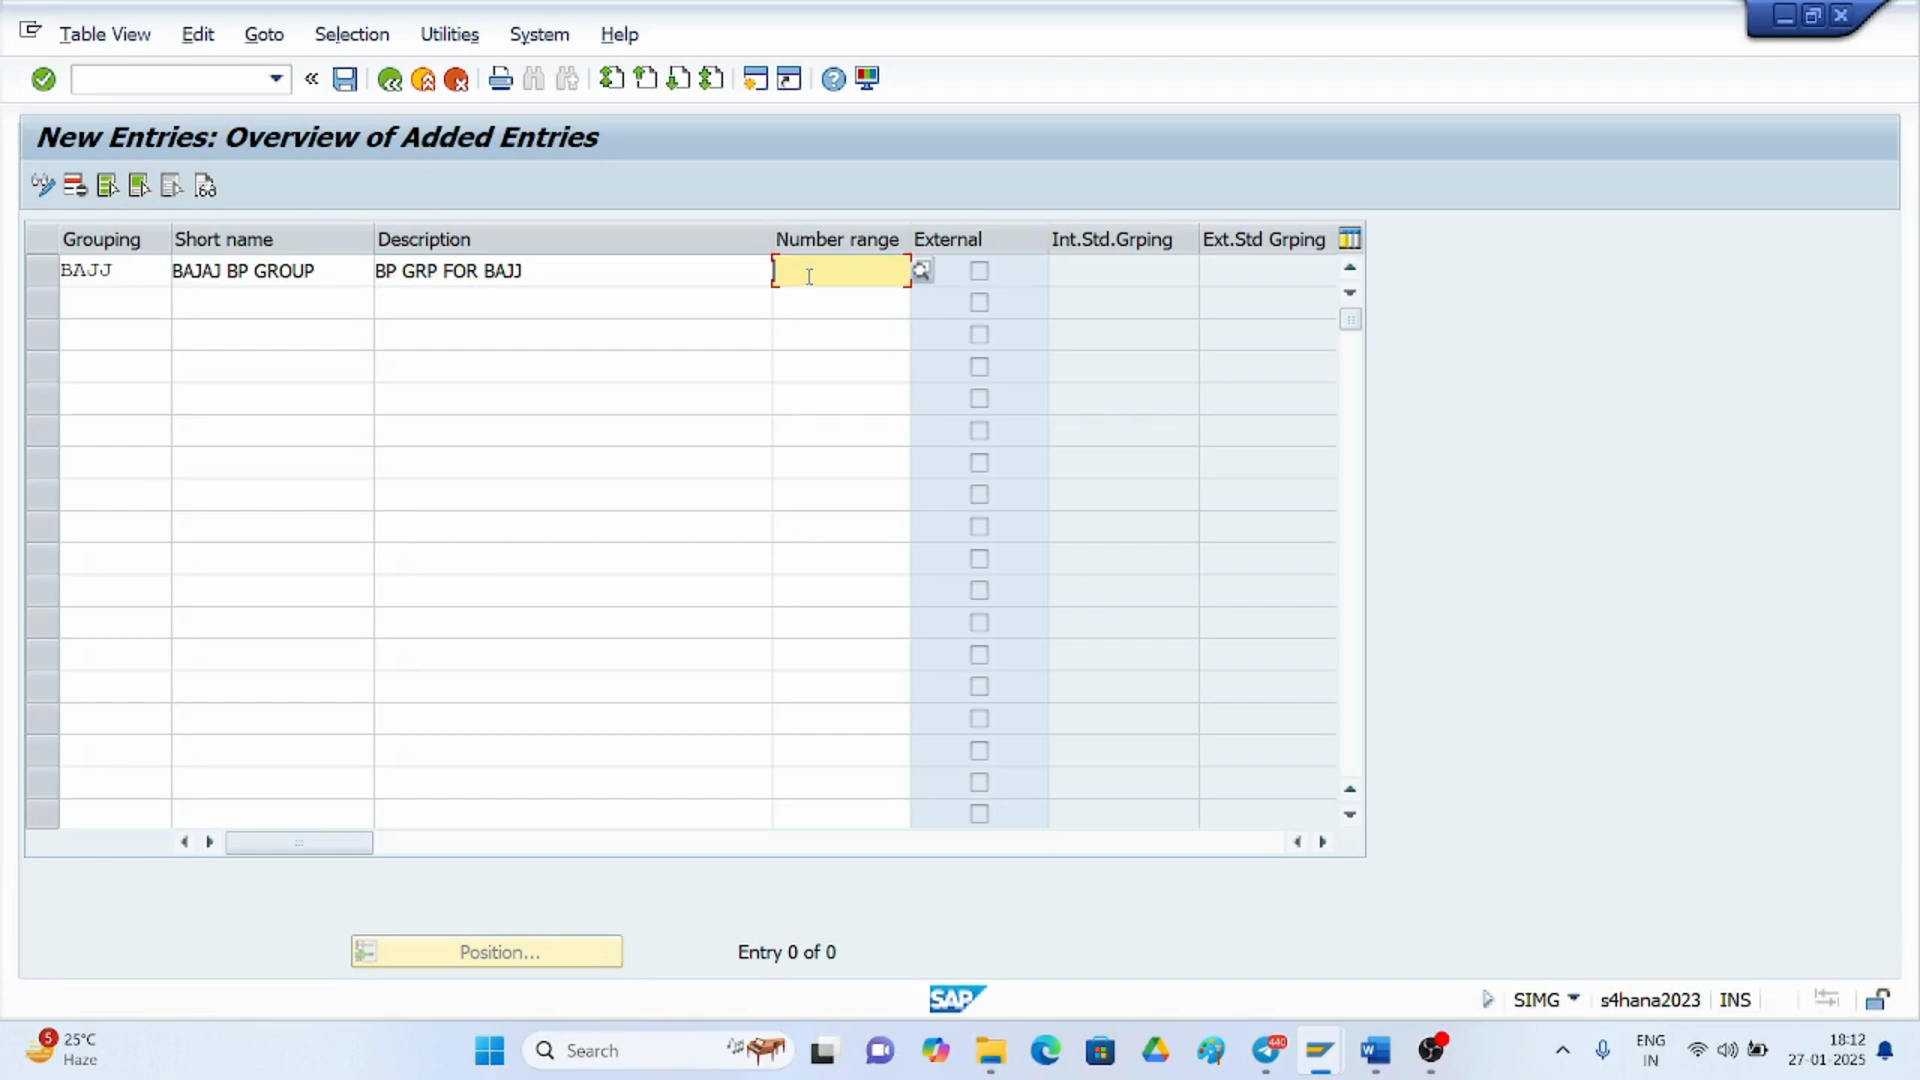 Table View Edit Goto Selection Utilities System Help
«
New Entries: Overview of Added Entries
Grouping Short name Description Number range External Int.Std.Grping Ext.Std Grping
BAJJ BAJAJ BP GROUP BP GRP FOR BAJJ
Position... Entry 0 of 0
SAP SIMG s4hana2023 INS
5 25°C
Haze
Search
440
ENG
IN
18:12
27-01-2025